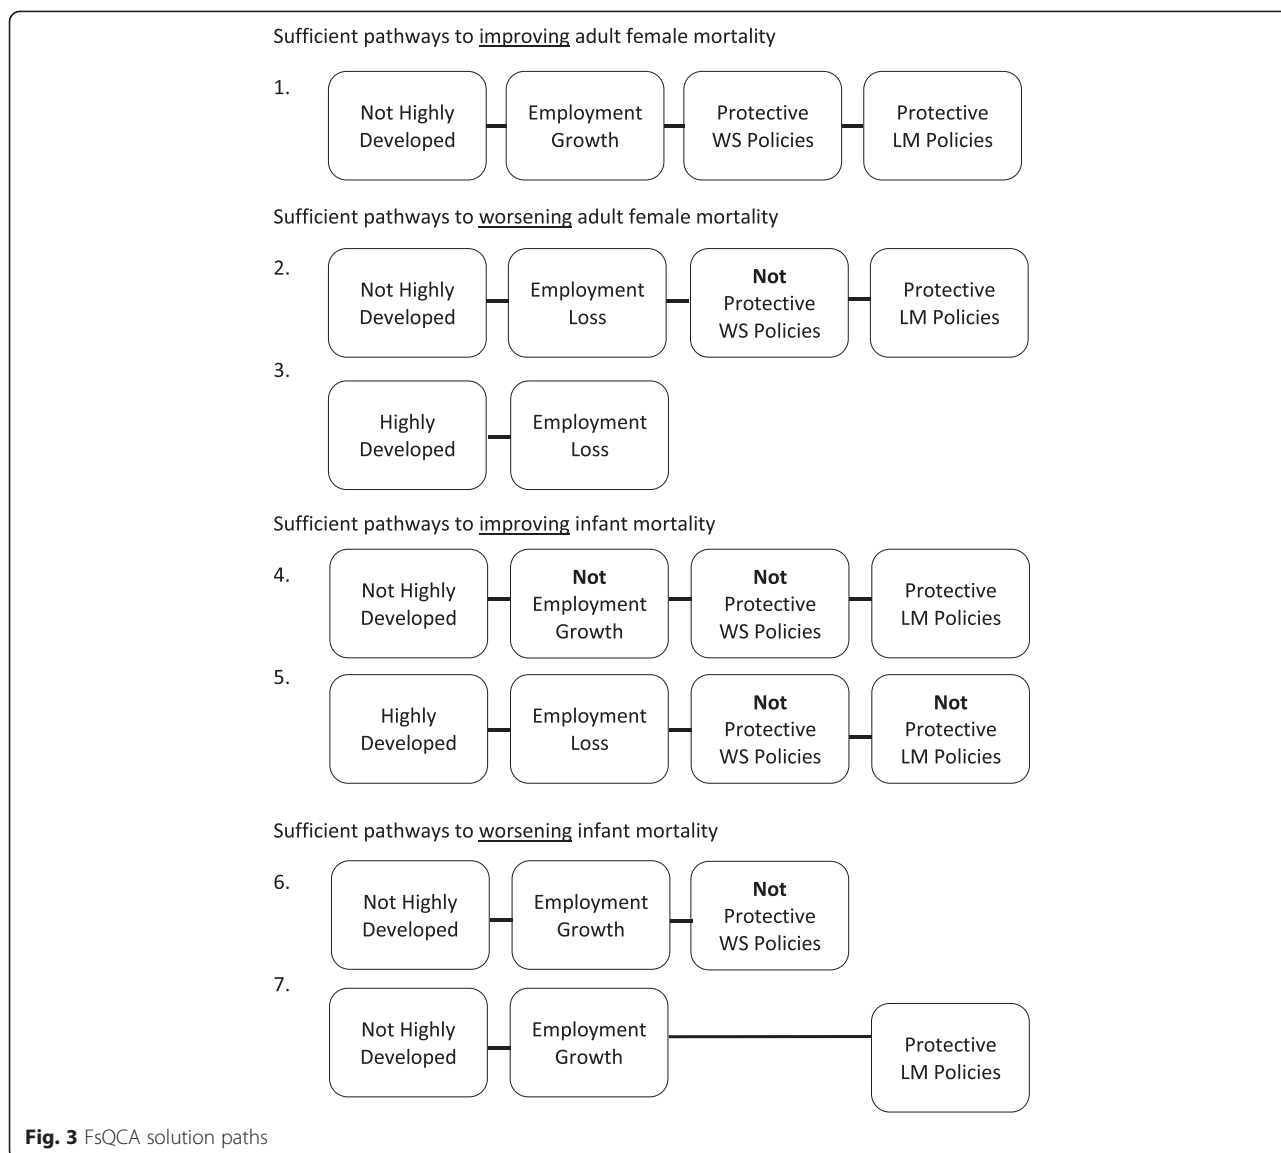 Sufficient pathways to improving adult female mortality
1.
Not Highly
Developed
Employment
Growth
Protective
WS Policies
Protective
LM Policies
Sufficient pathways to worsening adult female mortality
2.
Not Highly
Developed
Employment
Loss
Not
Protective
WS Policies
Protective
LM Policies
3.
Highly
Developed
Employment
Loss
Sufficient pathways to improving infant mortality
4.
Not Highly
Developed
Not
Employment
Growth
Not
Protective
WS Policies
Protective
LM Policies
5.
Highly
Developed
Employment
Loss
Not
Protective
WS Policies
Not
Protective
LM Policies
Sufficient pathways to worsening infant mortality
6.
Not Highly
Developed
Employment
Growth
Not
Protective
WS Policies
7.
Not Highly
Developed
Employment
Growth
Protective
LM Policies
Fig. 3 FsQCA solution paths